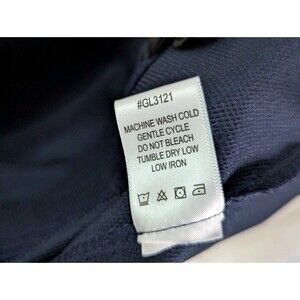 #GL3121
MACHINE WASH COLD
GENTLE CYCLE
DO NOT BLEACH
TUMBLE DRY LOW
LOW IRON